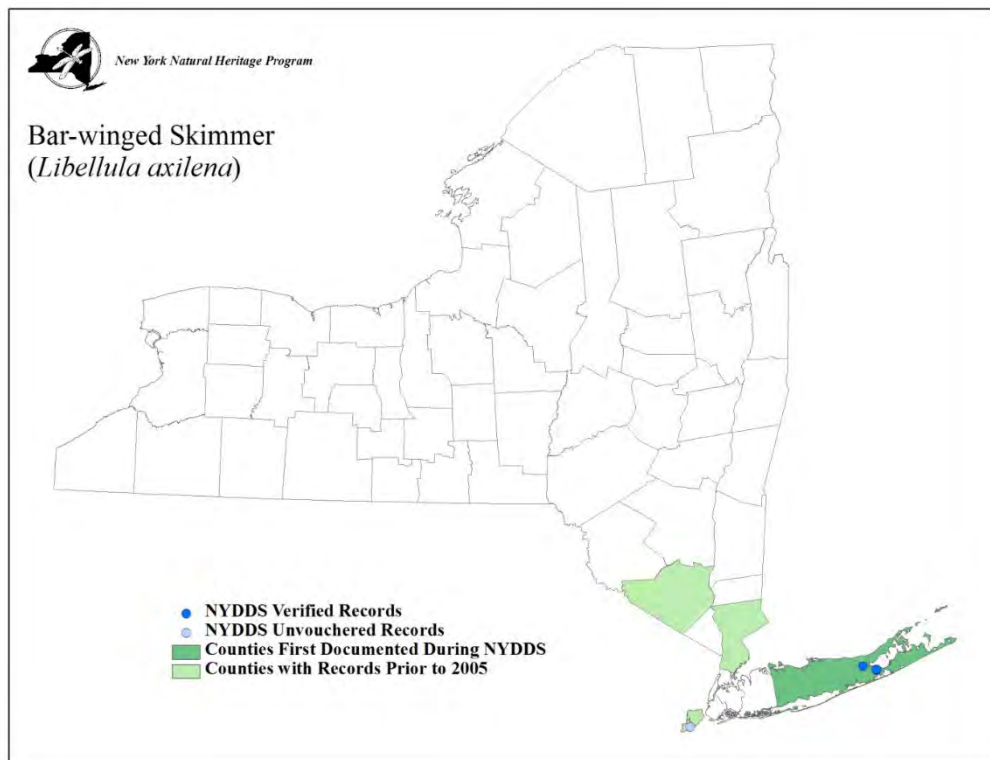 New York Natural Heritage Program
Bar-winged Skimmer
(Libellula axilena)
NYDDS Verified Records
NYDDS Unvouchered Records
Counties First Documented During NYDDS
Counties with Records Prior to 2005